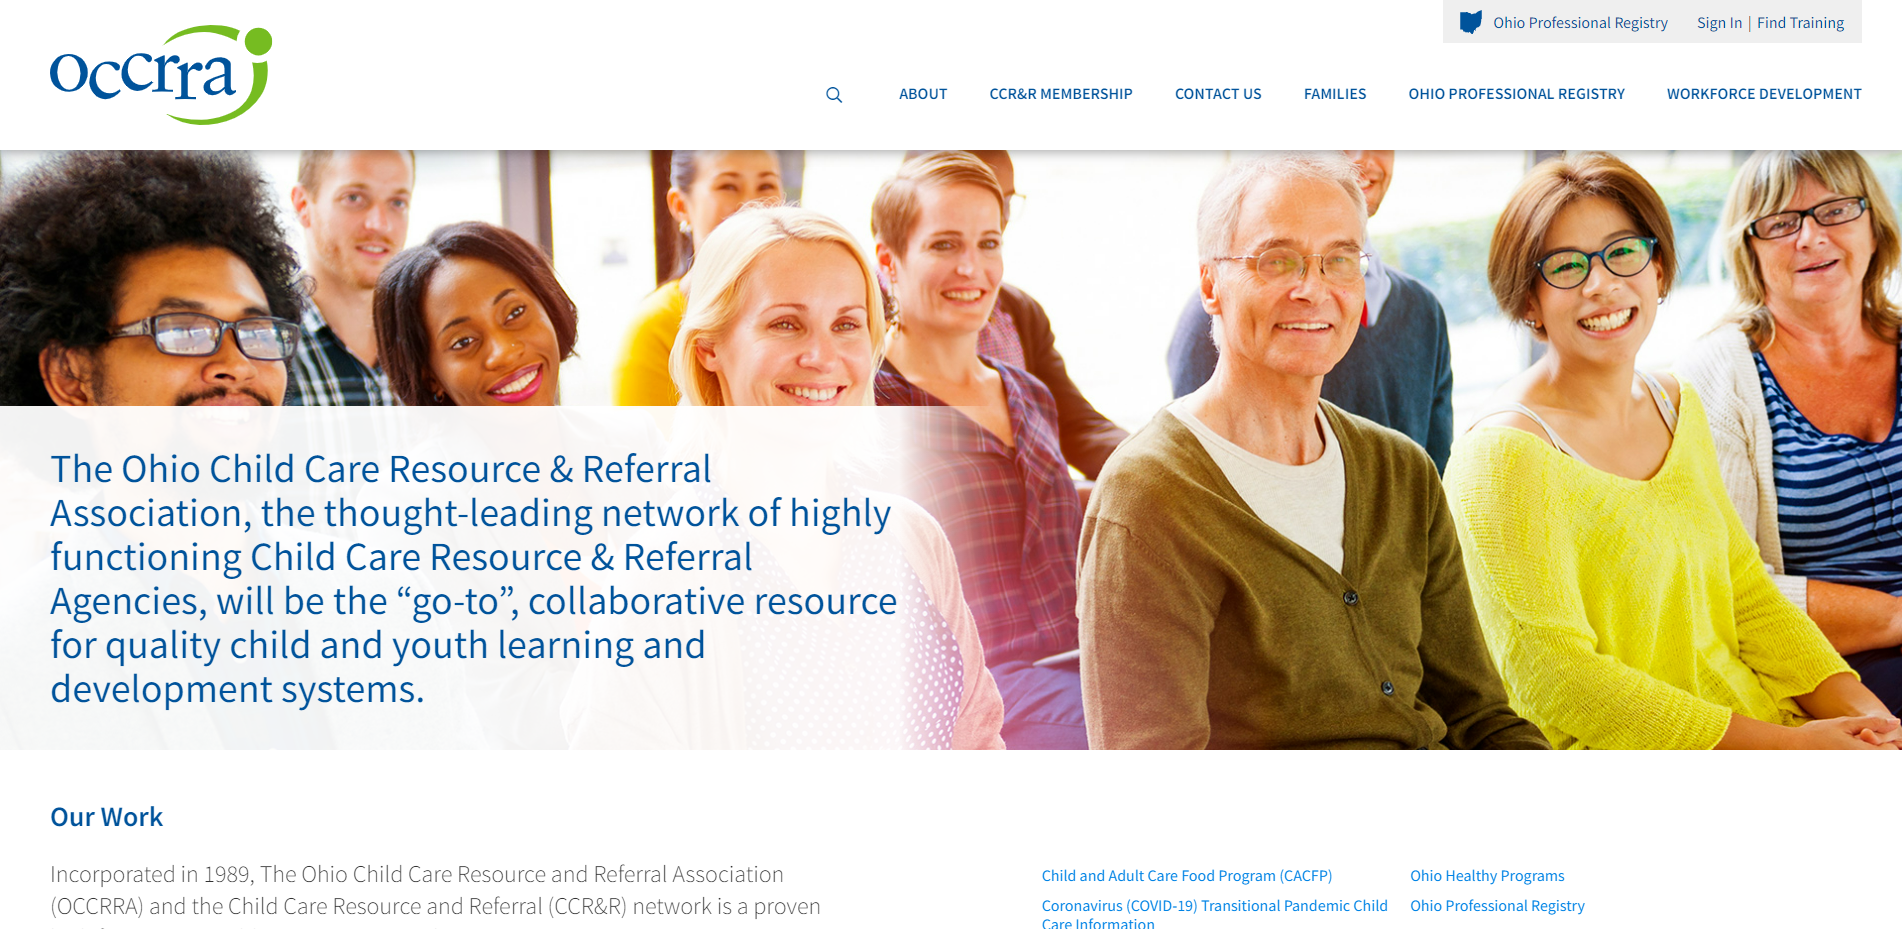 Ohio Professional Registry Sign In | Find Training
occrra
ABOUT CCR&R MEMBERSHIP CONTACT US FAMILIES OHIO PROFESSIONAL REGISTRY WORKFORCE DEVELOPMENT
The Ohio Child Care Resource & Referral
Association, the thought-leading network of highly
functioning Child Care Resource & Referral
Agencies, will be the “go-to”, collaborative resource
for quality child and youth learning and
development systems.
Our Work
Incorporated in 1989, The Ohio Child Care Resource and Referral Association
(OCCRRA) and the Child Care Resource and Referral (CCR&R) network is a proven
Child and Adult Care Food Program (CACFP)
Coronavirus (COVID-19) Transitional Pandemic Child
Care Information
Ohio Healthy Programs
Ohio Professional Registry